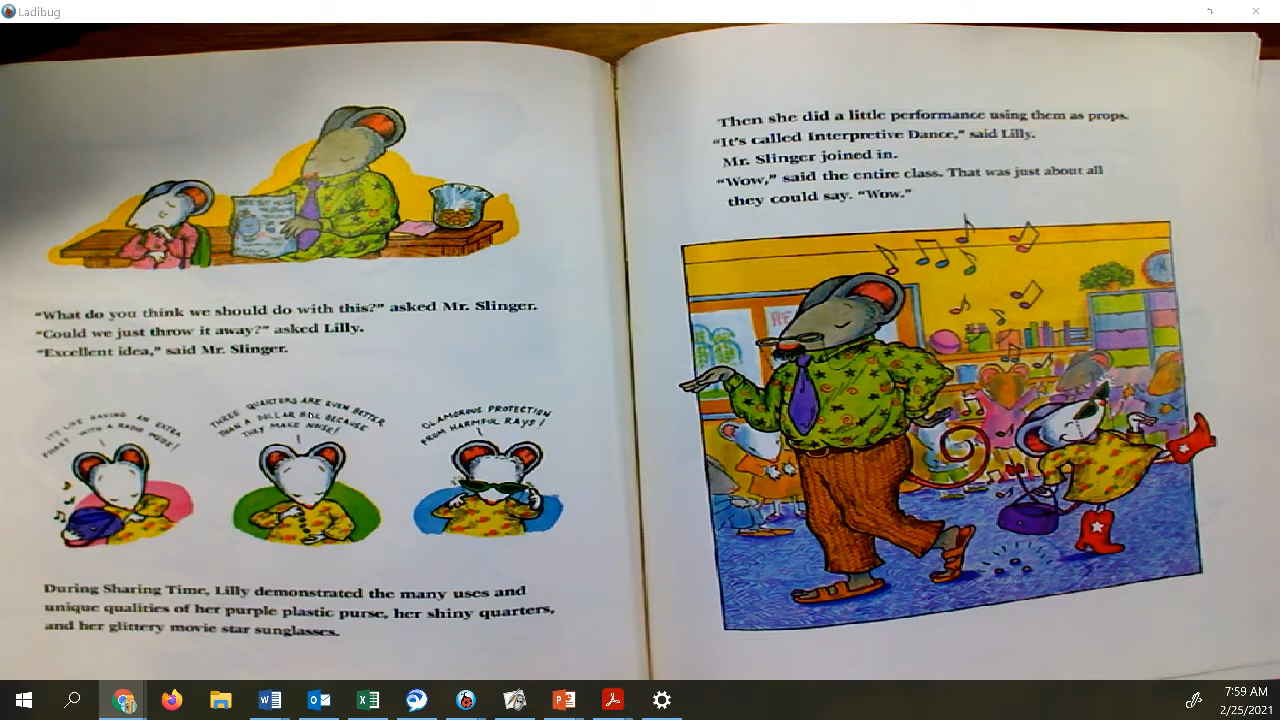 Ladibug
"What do you think we should do with this?" asked Mr. Slinger.
"Could we just throw it away?" asked Lilly.
"Excellent idea," said Mr. Slinger.
IT'S LIKE HAVING AN EXTRA
PURSE WITH A RADIO INSIDE!
THREE QUARTERS ARE EVEN BETTER
THAN A DOLLAR BILL BECAUSE
THEY MAKE NOISE!
GLAMOROUS PROTECTION
FROM HARMFUL RAYS!
During Sharing Time, Lilly demonstrated the many uses and
unique qualities of her purple plastic purse, her shiny quarters,
and her glittery movie star sunglasses.
Then she did a little performance using them as props.
"It's called Interpretive Dance," said Lilly.
Mr. Slinger joined in.
"Wow," said the entire class. That was just about all
they could say. "Wow."
7:59 AM
2/25/2021